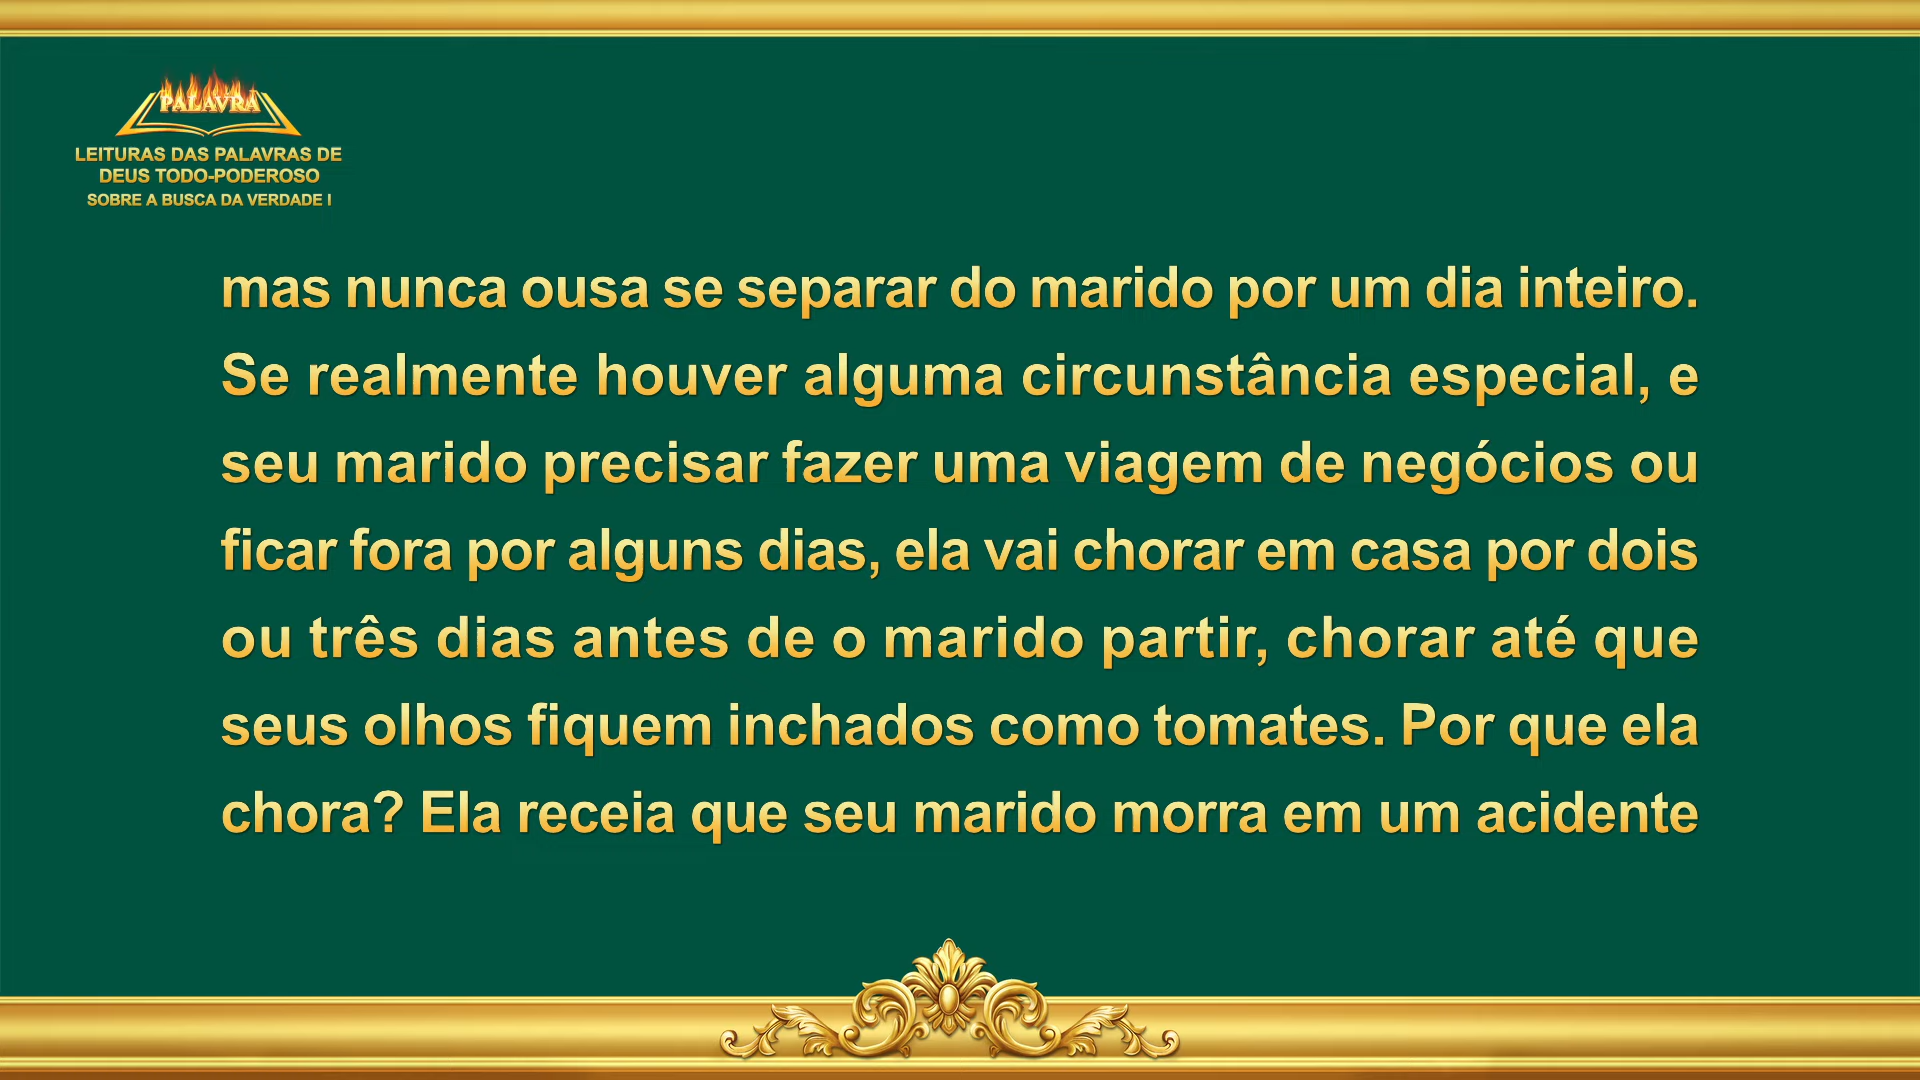 PALAVRA
LEITURAS DAS PALAVRAS DE
DEUS TODO-PODEROSO
SOBRE A BUSCA DA VERDADE I
mas nunca ousa se separar do marido por um dia inteiro.
Se realmente houver alguma circunstância especial, e
seu marido precisar fazer uma viagem de negócios ou
ficar fora por alguns dias, ela vai chorar em casa por dois
ou três dias antes de o marido partir, chorar até que
seus olhos fiquem inchados como tomates. Por que ela
chora? Ela receia que seu marido morra em um acidente